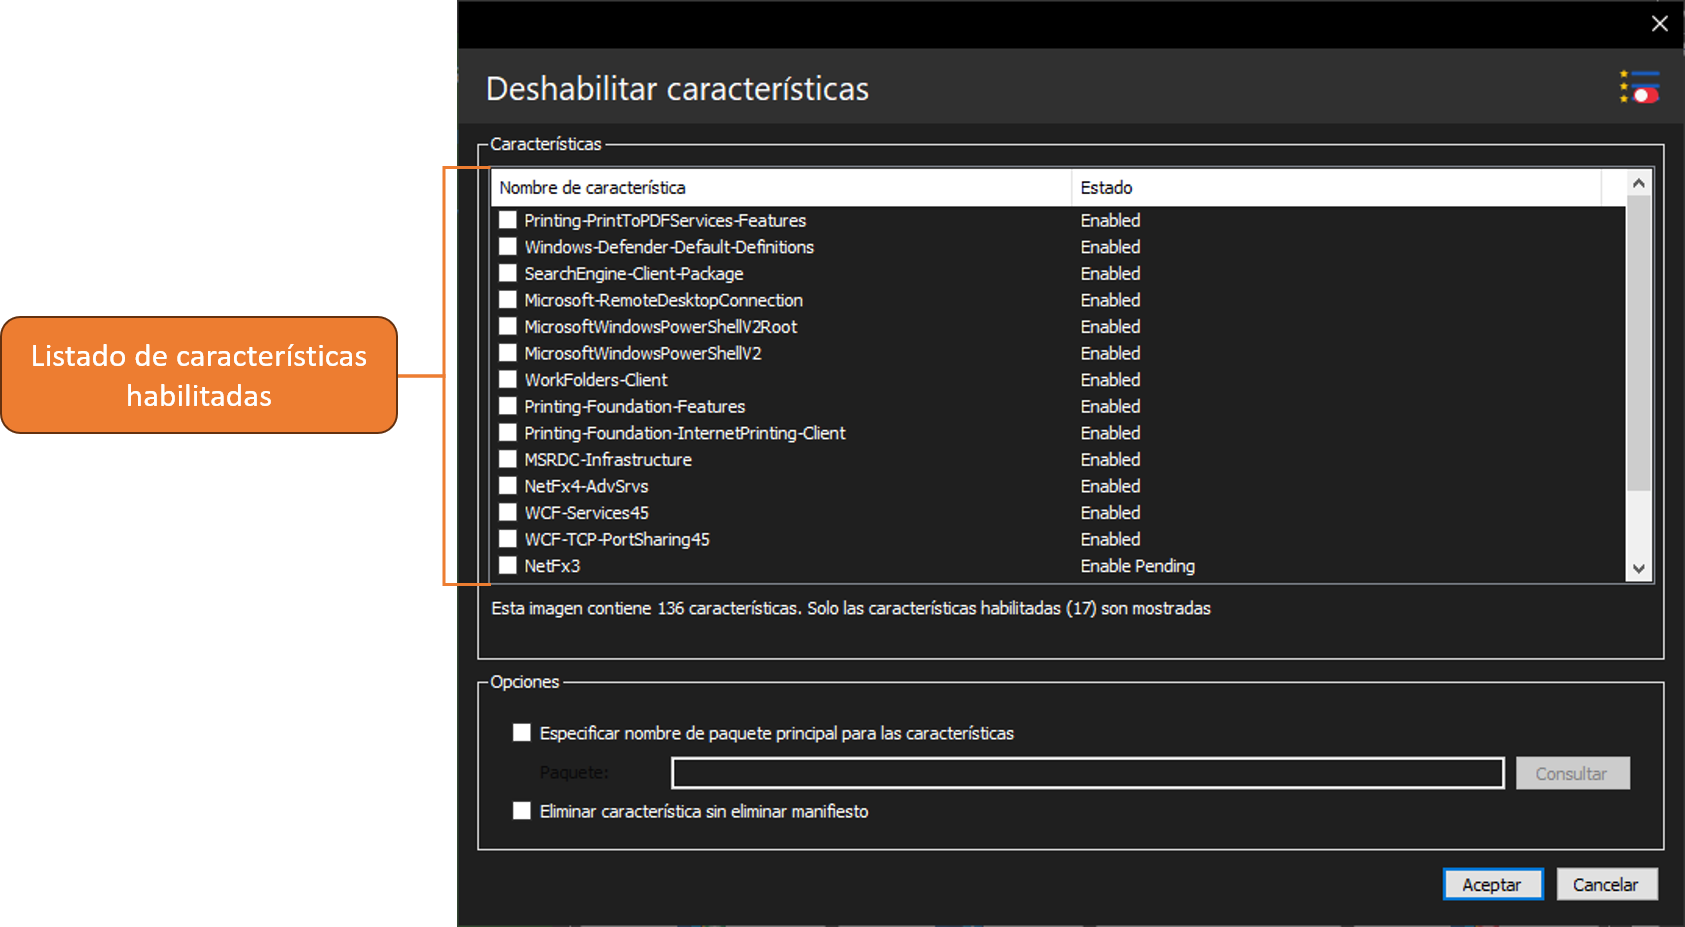 Deshabilitar características
Características
Nombre de característica Estado
Printing-PrintToPDFServices-Features Enabled
Windows-Defender-Default-Definitions Enabled
SearchEngine-Client-Package Enabled
Microsoft-RemoteDesktopConnection Enabled
MicrosoftWindowsPowerShellV2Root Enabled
MicrosoftWindowsPowerShellV2 Enabled
WorkFolders-Client Enabled
Printing-Foundation-Features Enabled
Printing-Foundation-InternetPrinting-Client Enabled
MSRDC-Infrastructure Enabled
NetFx4-AdvSrvs Enabled
WCF-Services45 Enabled
WCF-TCP-PortSharing45 Enabled
NetFx3 Enable Pending
Listado de características
habilitadas
Esta imagen contiene 136 características. Solo las características habilitadas (17) son mostradas
Opciones
Especificar nombre de paquete principal para las características
Paquete: Consultar
Eliminar característica sin eliminar manifiesto
Aceptar Cancelar